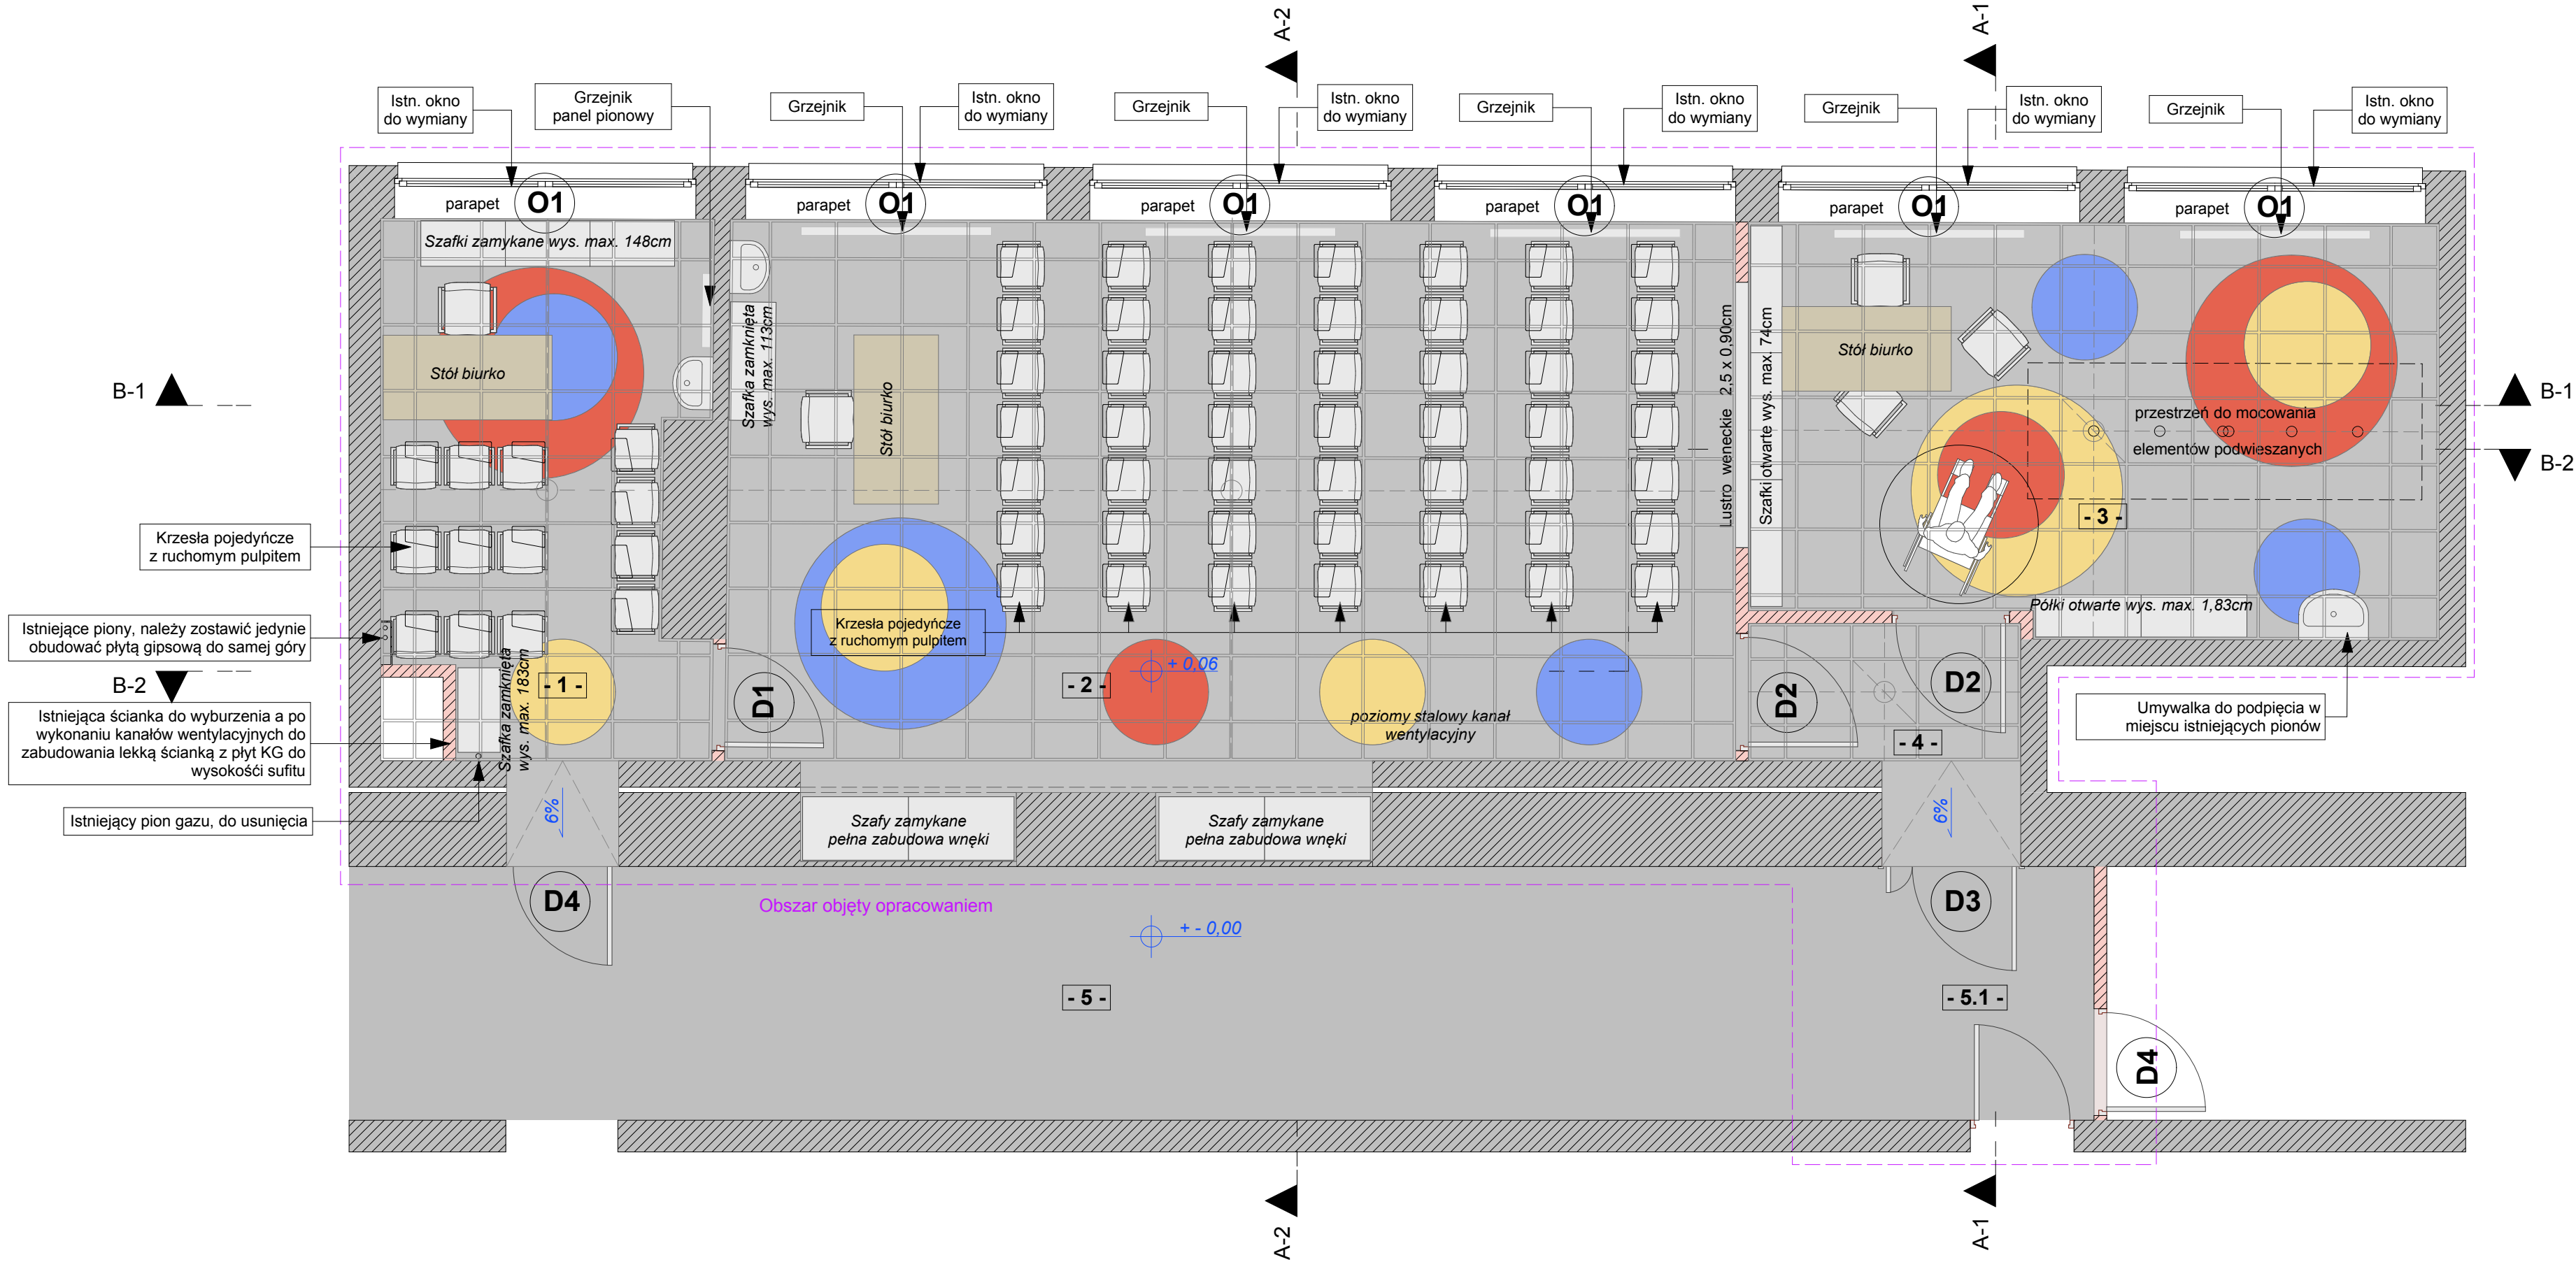 A-2
A-1
Istn. okno
do wymiany
Grzejnik
panel pionowy
Grzejnik
Istn. okno
do wymiany
Grzejnik
Istn. okno
do wymiany
Grzejnik
Istn. okno
do wymiany
Grzejnik
Istn. okno
do wymiany
Grzejnik
Istn. okno
do wymiany
parapet
O1
parapet
O1
parapet
O1
parapet
O1
parapet
O1
parapet
O1
Szafki zamykane wys. max. 148cm
Stół biurko
Szafka zamknięta
wys. max. 113cm
Stół biurko
Lustro weneckie 2,5 x 0,90cm
Szafki otwarte wys. max. 74cm
Stół biurko
przestrzeń do mocowania
elementów podwieszanych
B-1
B-1
B-2
- 3 -
Krzesła pojedyńcze
z ruchomym pulpitem
Półki otwarte wys. max. 1,83cm
Istniejące piony, należy zostawić jedynie
obudować płytą gipsową do samej góry
Krzesła pojedyńcze
z ruchomym pulpitem
B-2
Szafka zamknięta
wys. max. 183cm
- 1 -
D1
- 2 -
+ 0,06
D2
D2
Istniejąca ścianka do wyburzenia a po
wykonaniu kanałów wentylacyjnych do
zabudowania lekką ścianką z płyt KG do
wysokośći sufitu
poziomy stalowy kanał
wentylacyjny
- 4 -
Umywalka do podpięcia w
miejscu istniejących pionów
Istniejący pion gazu, do usunięcia
6%
Szafy zamykane
pełna zabudowa wnęki
Szafy zamykane
pełna zabudowa wnęki
6%
D4
Obszar objęty opracowaniem
+ - 0,00
D3
- 5 -
- 5.1 -
D4
A-2
A-1